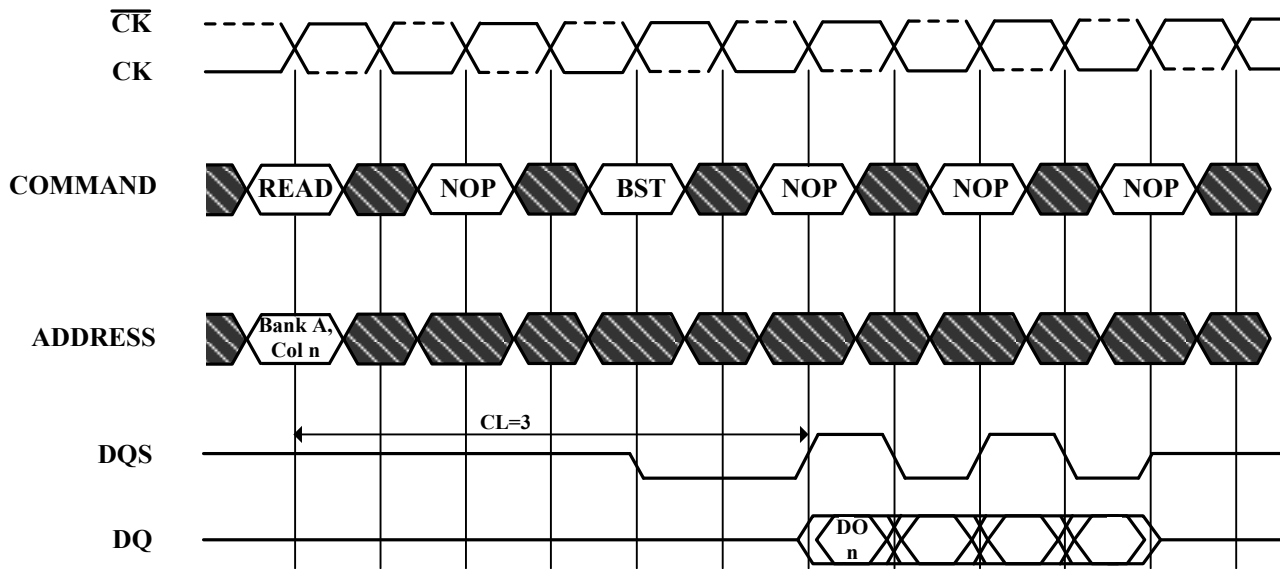 CK
CK
COMMAND
READ NOP BST NOP NOP NOP
ADDRESS
Bank A,
Col n
CL=3
DQS
DQ
DO
n